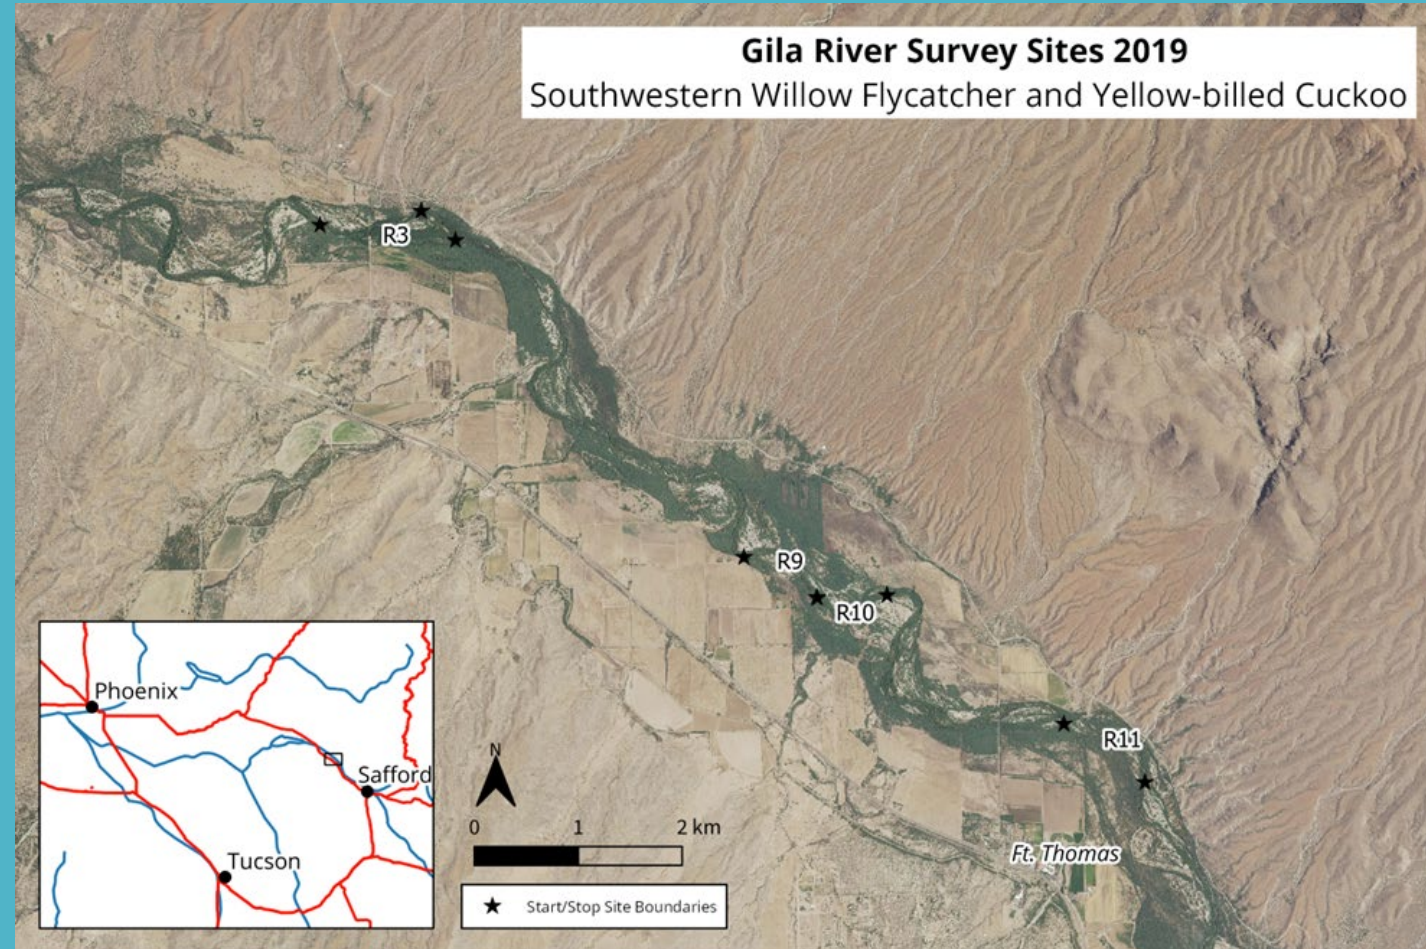 Gila River Survey Sites 2019
Southwestern Willow Flycatcher and Yellow-billed Cuckoo
R3
R9
R10
R11
Ft. Thomas
Phoenix
Safford
Tucson
N
0 1 2 km
Start/Stop Site Boundaries